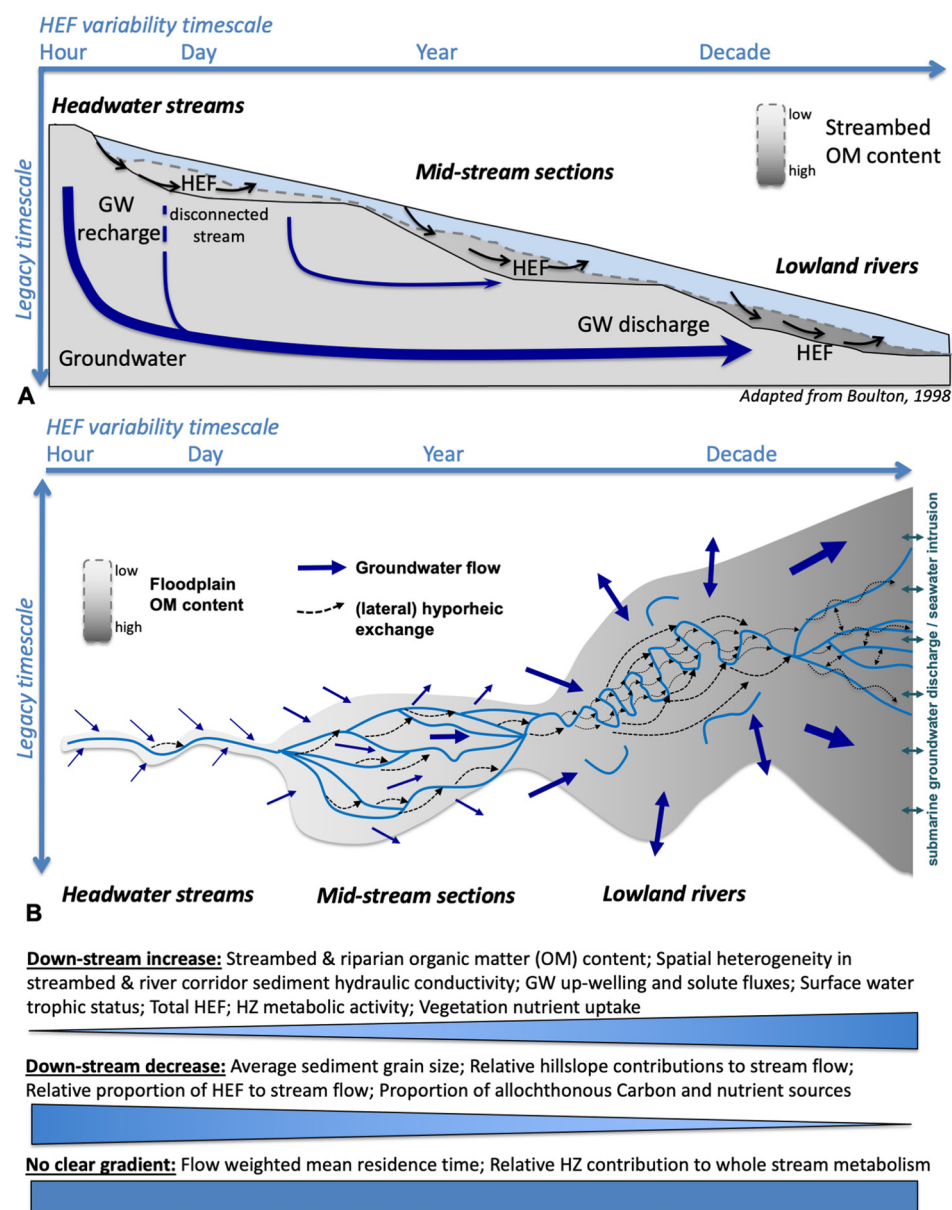 HEF variability timescale
Hour Day Year Decade
Headwater streams
low
Streambed
OM content
high
Mid-stream sections
Legacy timescale
HEF
GW
recharge
disconnected
stream
HEF
Lowland rivers
GW discharge
HEF
Groundwater
A
Adapted from Boulton, 1998
HEF variability timescale
Hour Day Year Decade
low
Floodplain
OM content
high
Groundwater flow
(lateral) hyporheic
exchange
Legacy timescale
submarine groundwater discharge / seawater intrusion
Headwater streams Mid-stream sections Lowland rivers
B
Down-stream increase: Streambed & riparian organic matter (OM) content; Spatial heterogeneity in
streambed & river corridor sediment hydraulic conductivity; GW up-welling and solute fluxes; Surface water
trophic status; Total HEF; HZ metabolic activity; Vegetation nutrient uptake
Down-stream decrease: Average sediment grain size; Relative hillslope contributions to stream flow;
Relative proportion of HEF to stream flow; Proportion of allochthonous Carbon and nutrient sources
No clear gradient: Flow weighted mean residence time; Relative HZ contribution to whole stream metabolism